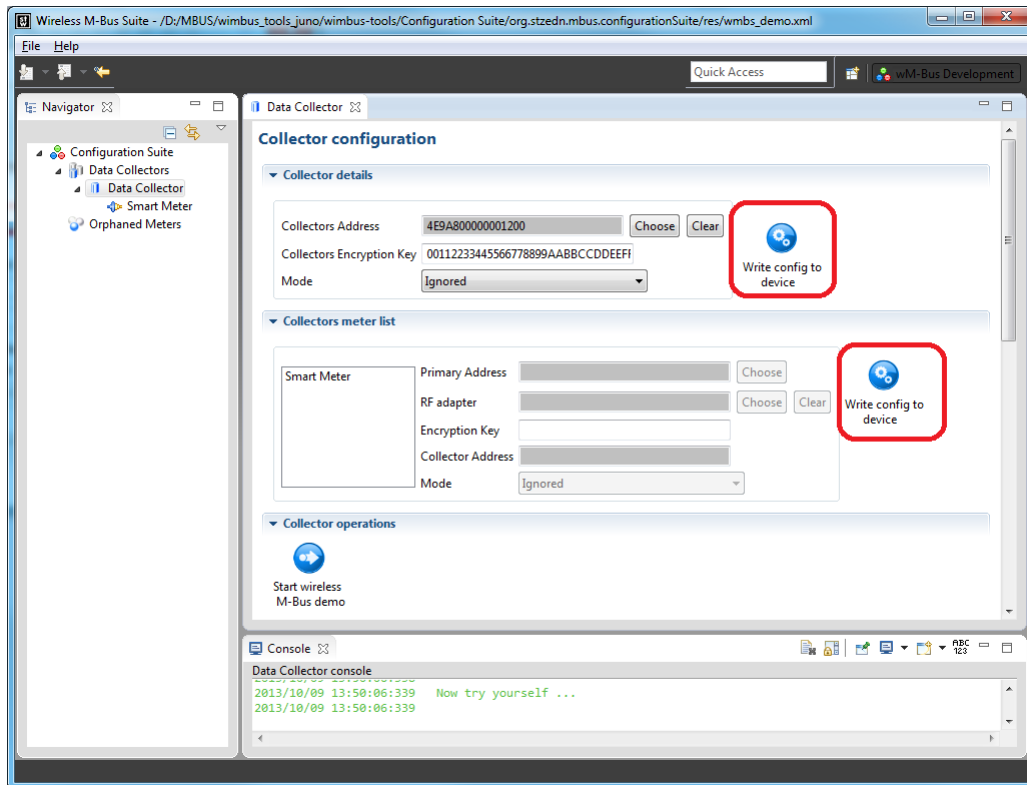 Wireless M-Bus Suite - /D:/MBUS/wimbus_tools_juno/wimbus-tools/Configuration Suite/org.stzedn.mbus.configurationSuite/res/wmbs_demo.xml
File Help
Quick Access
wM-Bus Development
Navigator
Configuration Suite
Data Collectors
Data Collector
Smart Meter
Orphaned Meters
Data Collector
Collector configuration
Collector details
Collectors Address 4E9A800000001200 Choose Clear
Collectors Encryption Key 00112233445566778899AABBCCDDEEFF
Mode Ignored
Write config to
device
Collectors meter list
Smart Meter
Primary Address Choose
RF adapter Choose Clear
Encryption Key
Collector Address
Mode Ignored
Write config to
device
Collector operations
Start wireless
M-Bus demo
Console
ABC
123
Data Collector console
2013/10/09 13:50:06:339 Now try yourself ...
2013/10/09 13:50:06:339